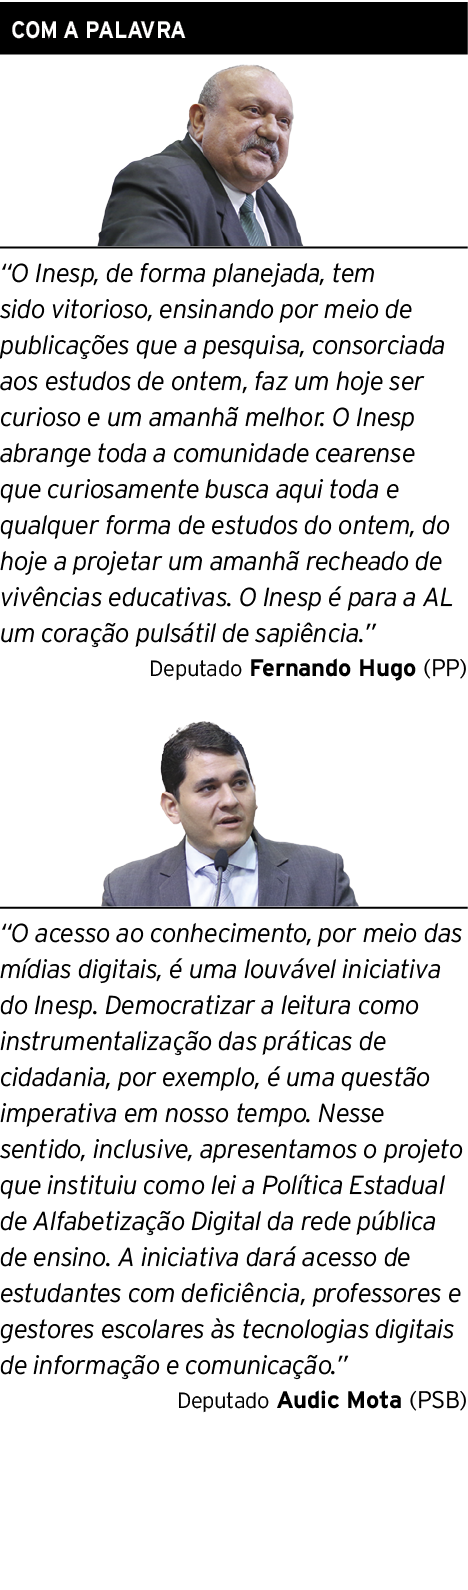 COM A PALAVRA
“O Inesp, de forma planejada, tem
sido vitorioso, ensinando por meio de
publicações que a pesquisa, consorciada
aos estudos de ontem, faz um hoje ser
curioso e um amanhã melhor. O Inesp
abrange toda a comunidade cearense
que curiosamente busca aqui toda e
qualquer forma de estudos do ontem, do
hoje a projetar um amanhã recheado de
vivências educativas. O Inesp é para a AL
um coração pulsátil de sapiência.”
Deputado Fernando Hugo (PP)
“O acesso ao conhecimento, por meio das
mídias digitais, é uma louvável iniciativa
do Inesp. Democratizar a leitura como
instrumentalização das práticas de
cidadania, por exemplo, é uma questão
imperativa em nosso tempo. Nesse
sentido, inclusive, apresentamos o projeto
que instituiu como lei a Política Estadual
de Alfabetização Digital da rede pública
de ensino. A iniciativa dará acesso de
estudantes com deficiência, professores e
gestores escolares às tecnologias digitais
de informação e comunicação.”
Deputado Audic Mota (PSB)